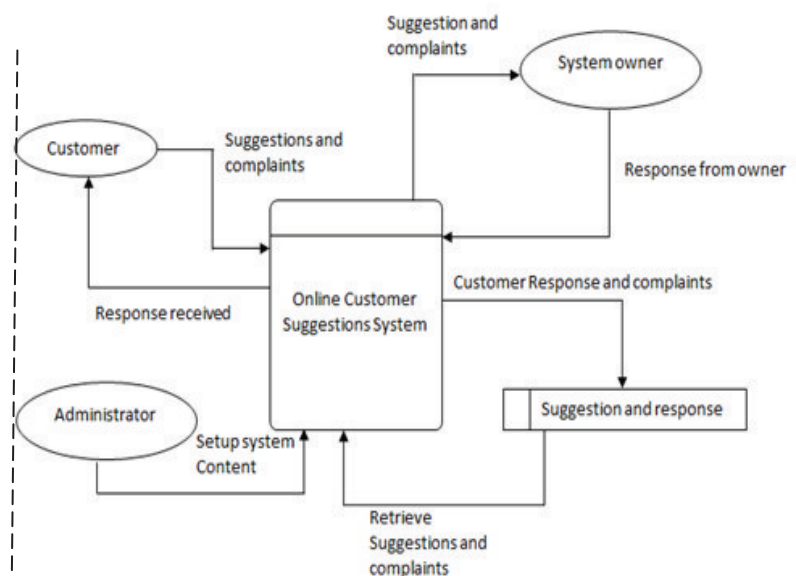 Suggestion and
complaints
System owner
Customer
Suggestions and
complaints
Response from owner
Online Customer
Suggestions System
Customer Response and complaints
Response received
Administrator
Suggestion and response
Setup system
Content
Retrieve
Suggestions and
complaints